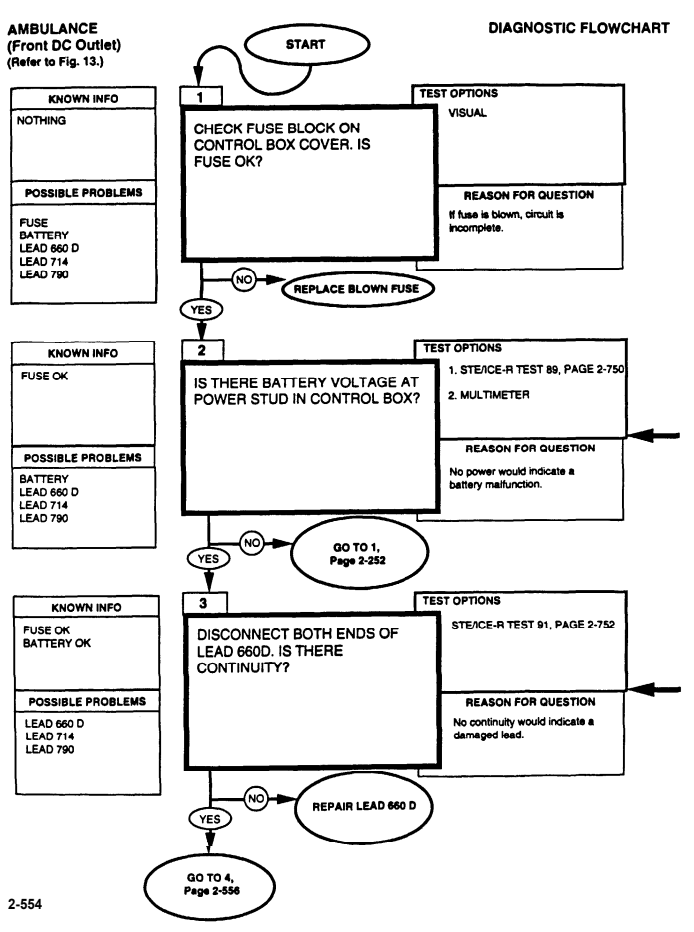 AMBULANCE
(Front DC Outlet)
(Refer to Fig. 13.)
DIAGNOSTIC FLOWCHART
START
KNOWN INFO
NOTHING
POSSIBLE PROBLEMS
FUSE
BATTERY
LEAD 660 D
LEAD 714
LEAD 790
1
CHECK FUSE BLOCK ON
CONTROL BOX COVER. IS
FUSE OK?
TEST OPTIONS
VISUAL
REASON FOR QUESTION
If fuse is blown, circuit is
incomplete.
NO
REPLACE BLOWN FUSE
YES
KNOWN INFO
FUSE OK
POSSIBLE PROBLEMS
BATTERY
LEAD 660 D
LEAD 714
LEAD 790
2
IS THERE BATTERY VOLTAGE AT
POWER STUD IN CONTROL BOX?
TEST OPTIONS
1. STE/ICE-R TEST 89, PAGE 2-750
2. MULTIMETER
REASON FOR QUESTION
No power would indicate a
battery malfunction.
NO
GO TO 1,
Page 2-252
YES
KNOWN INFO
FUSE OK
BATTERY OK
POSSIBLE PROBLEMS
LEAD 660 D
LEAD 714
LEAD 790
3
DISCONNECT BOTH ENDS OF
LEAD 660D. IS THERE
CONTINUITY?
TEST OPTIONS
STE/ICE-R TEST 91, PAGE 2-752
REASON FOR QUESTION
No continuity would indicate a
damaged lead.
NO
REPAIR LEAD 660 D
YES
GO TO 4,
Page 2-556
2-554